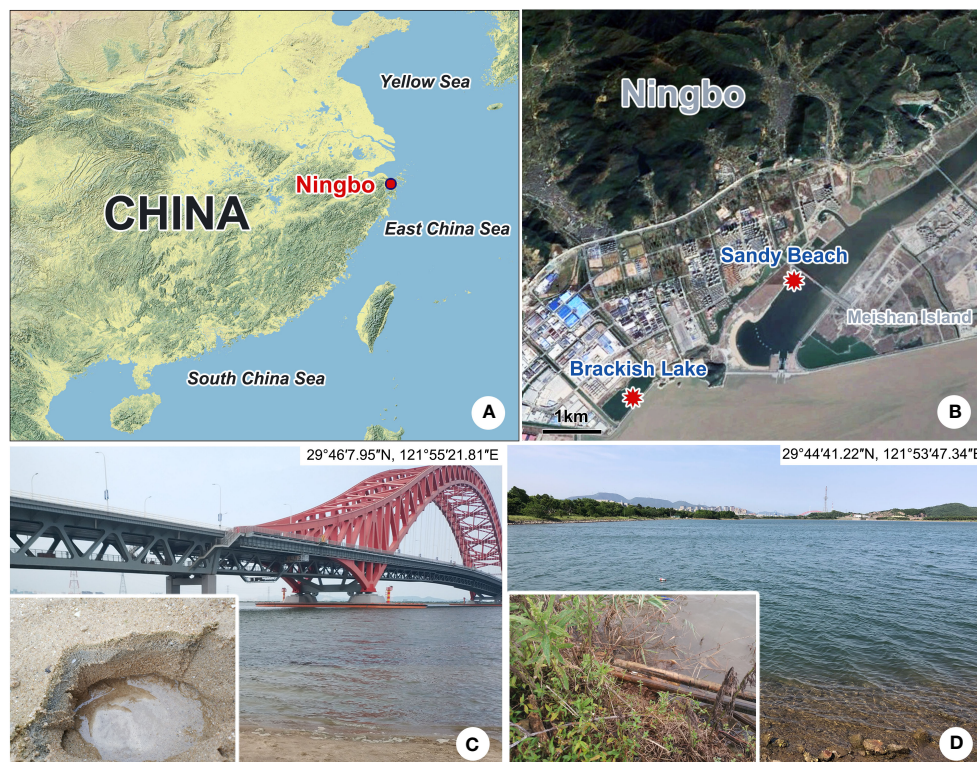 Yellow Sea
Ningbo
CHINA
East China Sea
South China Sea
A
Ningbo
Sandy Beach
Meishan Island
Brackish Lake
1km
B
29°46′7.95″N, 121°55′21.81″E
C
29°44′41.22″N, 121°53′47.34″E
D